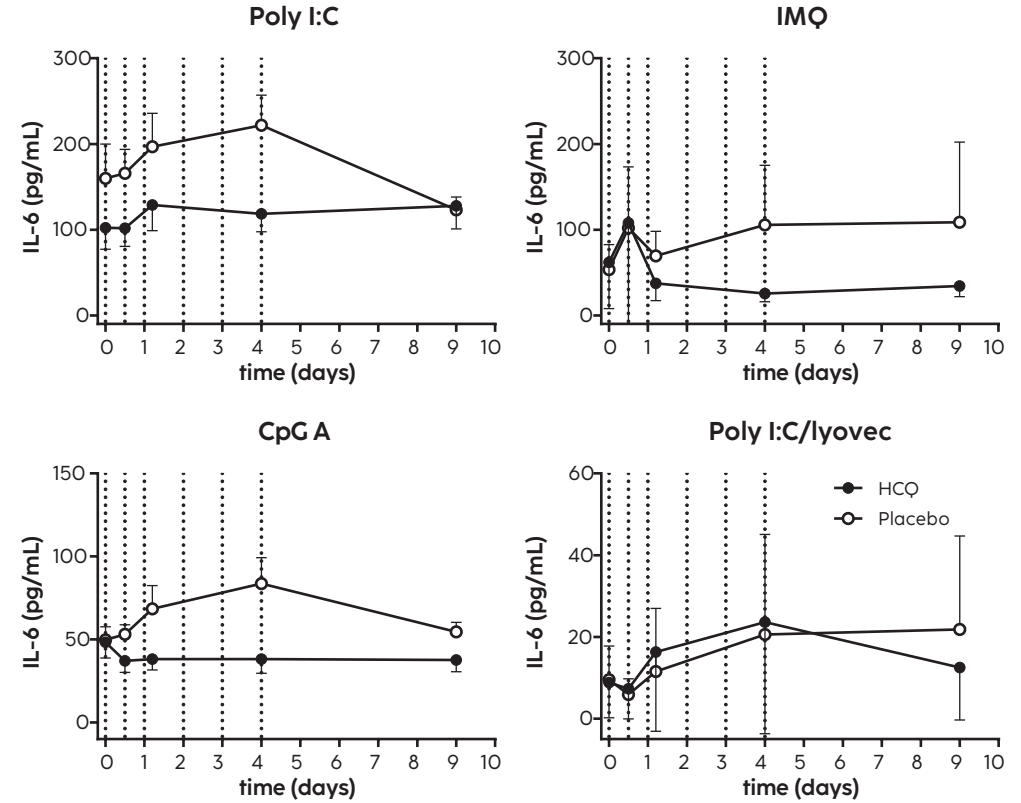 Poly I:C
300
200
100
0
IL-6 (pg/mL)
0 1 2 3 4 5 6 7 8 9 10
time (days)
IMQ
300
200
100
0
IL-6 (pg/mL)
0 1 2 3 4 5 6 7 8 9 10
time (days)
CpG A
150
100
50
0
IL-6 (pg/mL)
0 1 2 3 4 5 6 7 8 9 10
time (days)
Poly I:C/lyovec
60
40
20
0
IL-6 (pg/mL)
HCQ
Placebo
0 1 2 3 4 5 6 7 8 9 10
time (days)